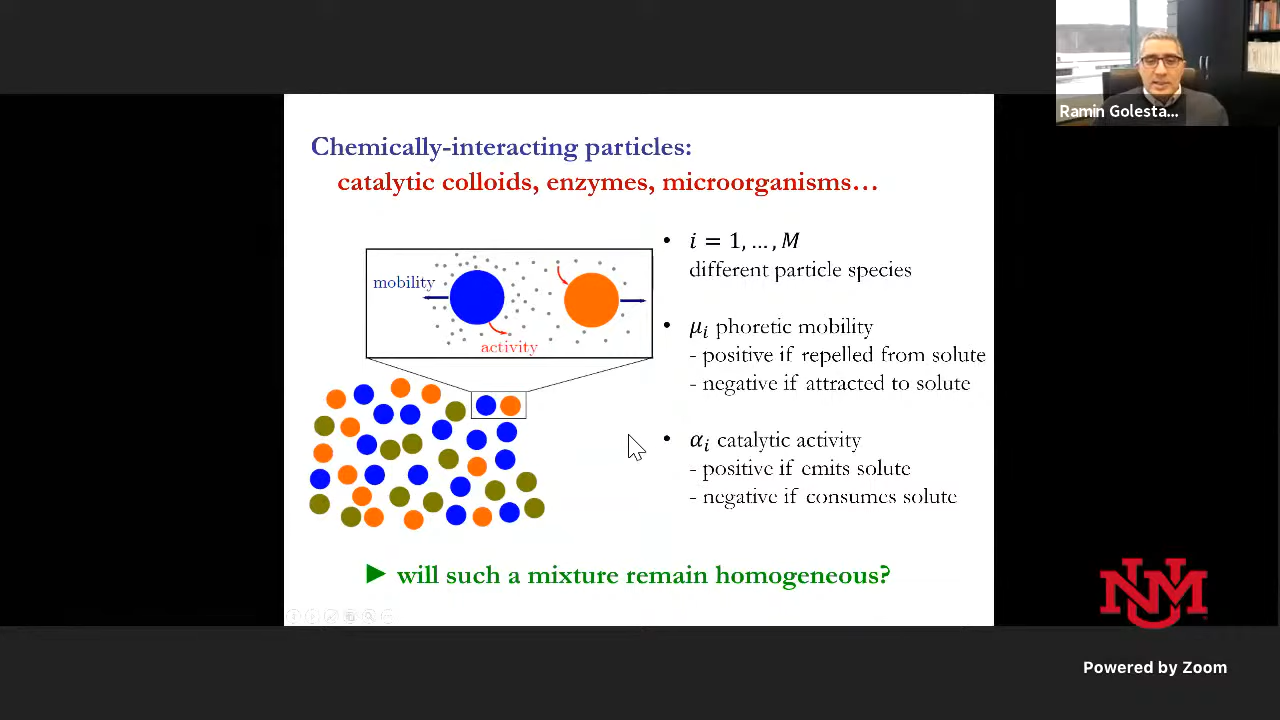 Ramin Golesta...
Chemically-interacting particles:
catalytic colloids, enzymes, microorganisms...
mobility
activity
• i = 1, ... , M
different particle species
• μᵢ phoretic mobility
- positive if repelled from solute
- negative if attracted to solute
• αᵢ catalytic activity
- positive if emits solute
- negative if consumes solute
► will such a mixture remain homogeneous?
UNM
Powered by Zoom